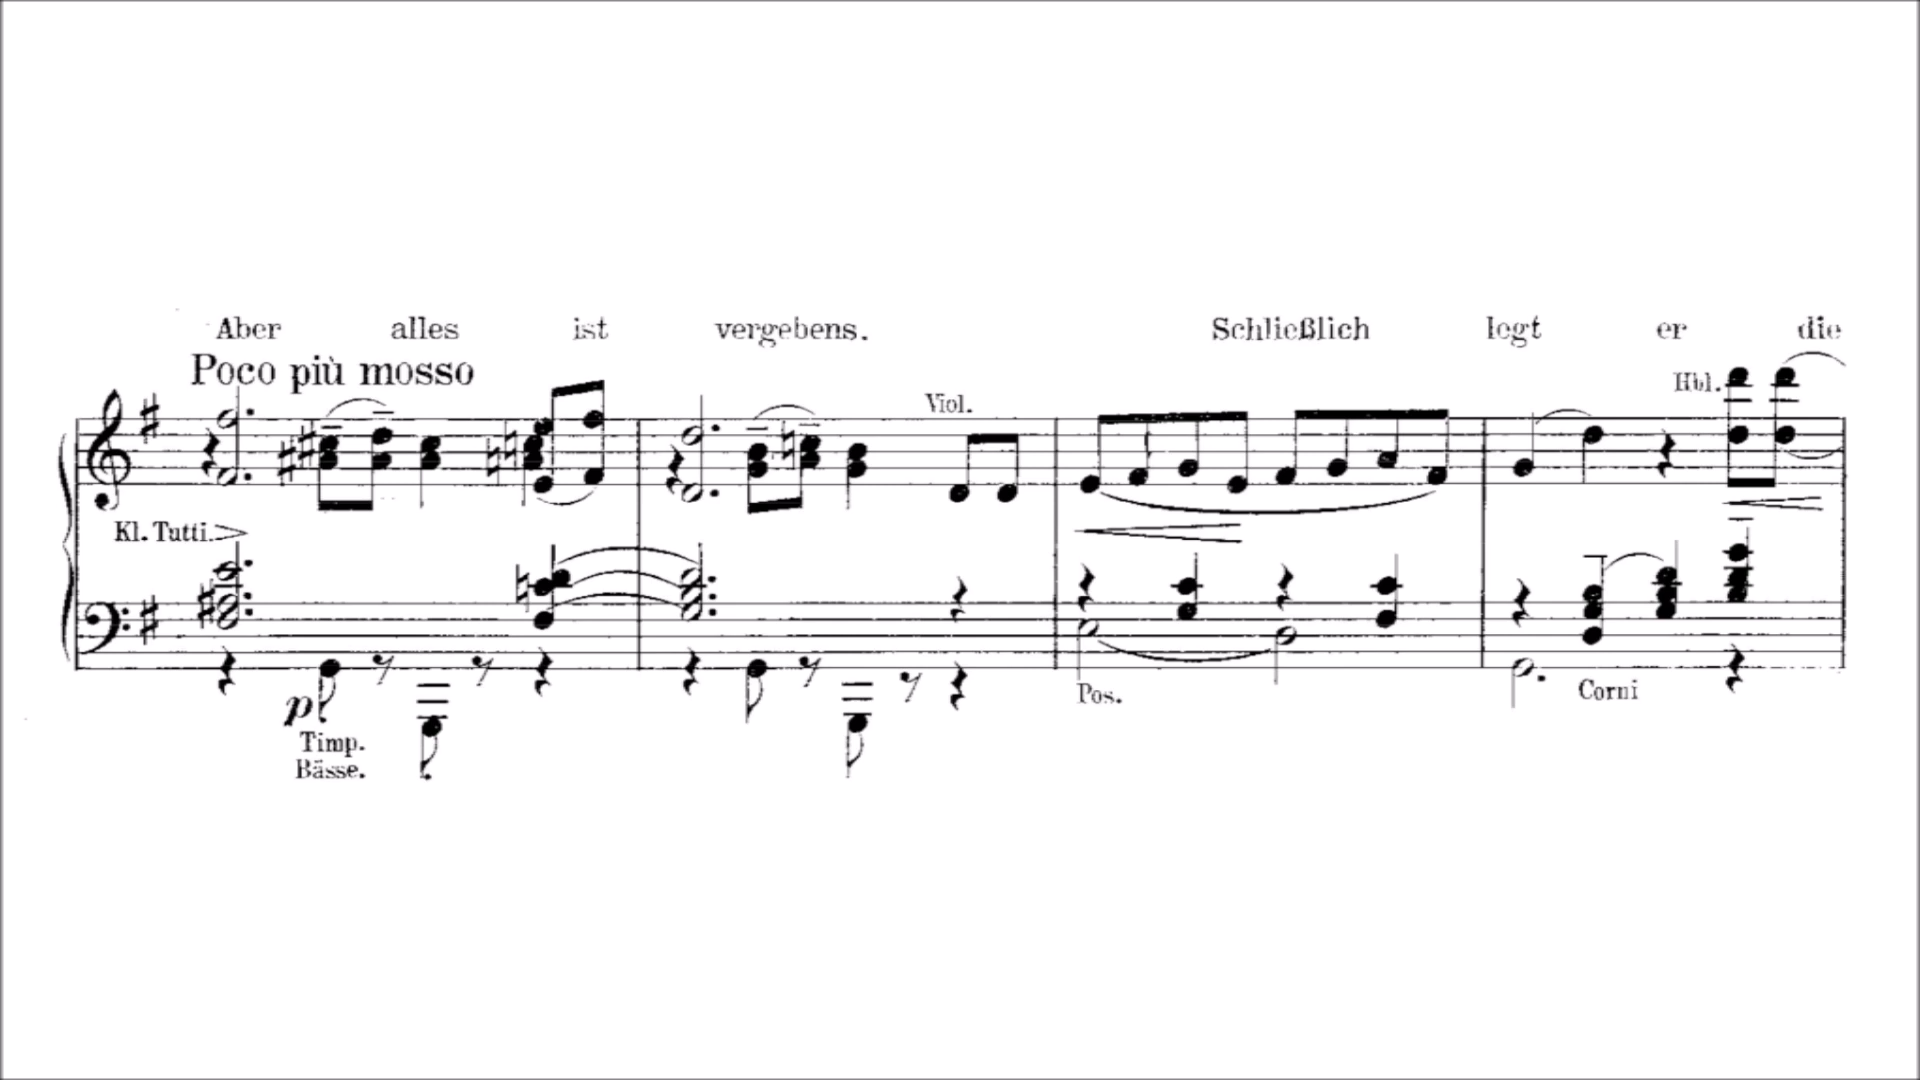 Aber alles ist vergebens. Schließlich legt er die
Poco più mosso
Hbl.
Viol.
Kl. Tutti.
p
Pos.
Corni
Timp.
Bässe.